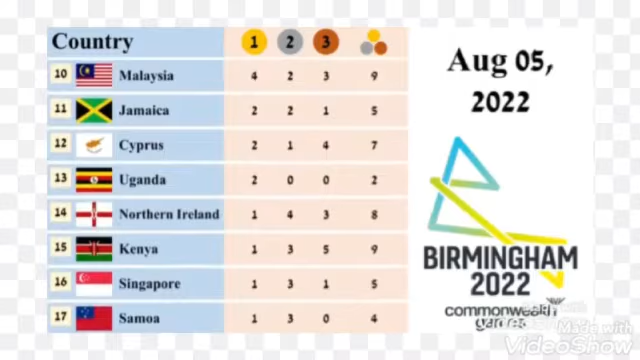 Country 1 2 3
10 Malaysia 4 2 3 9
11 Jamaica 2 2 1 5
12 Cyprus 2 1 4 7
13 Uganda 2 0 0 2
14 Northern Ireland 1 4 3 8
15 Kenya 1 3 5 9
16 Singapore 1 3 1 5
17 Samoa 1 3 0 4
Aug 05,
2022
BIRMINGHAM
2022
commonwealth
games
Made with
VideoShow